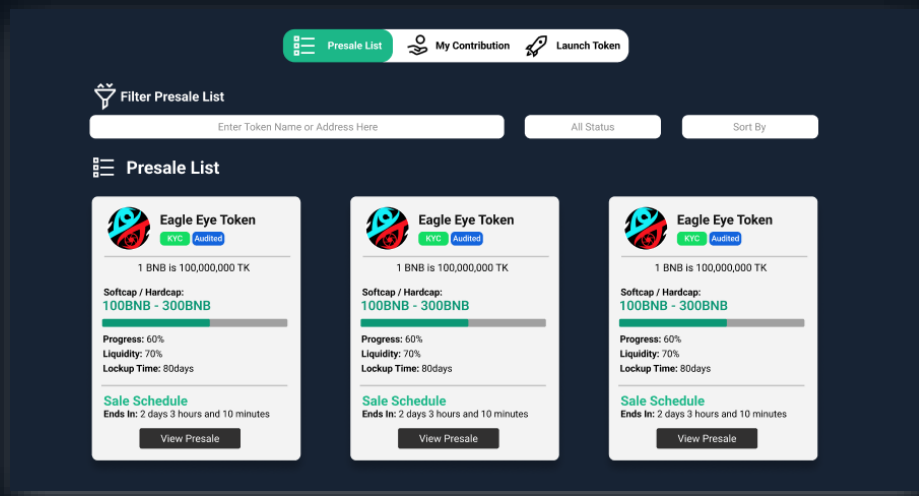 Presale List
My Contribution
Launch Token
Filter Presale List
Enter Token Name or Address Here
All Status
Sort By
Presale List
Eagle Eye Token
KYC Audited
1 BNB is 100,000,000 TK
Softcap / Hardcap:
100BNB - 300BNB
Progress: 60%
Liquidity: 70%
Lockup Time: 80days
Sale Schedule
Ends In: 2 days 3 hours and 10 minutes
View Presale
Eagle Eye Token
KYC Audited
1 BNB is 100,000,000 TK
Softcap / Hardcap:
100BNB - 300BNB
Progress: 60%
Liquidity: 70%
Lockup Time: 80days
Sale Schedule
Ends In: 2 days 3 hours and 10 minutes
View Presale
Eagle Eye Token
KYC Audited
1 BNB is 100,000,000 TK
Softcap / Hardcap:
100BNB - 300BNB
Progress: 60%
Liquidity: 70%
Lockup Time: 80days
Sale Schedule
Ends In: 2 days 3 hours and 10 minutes
View Presale